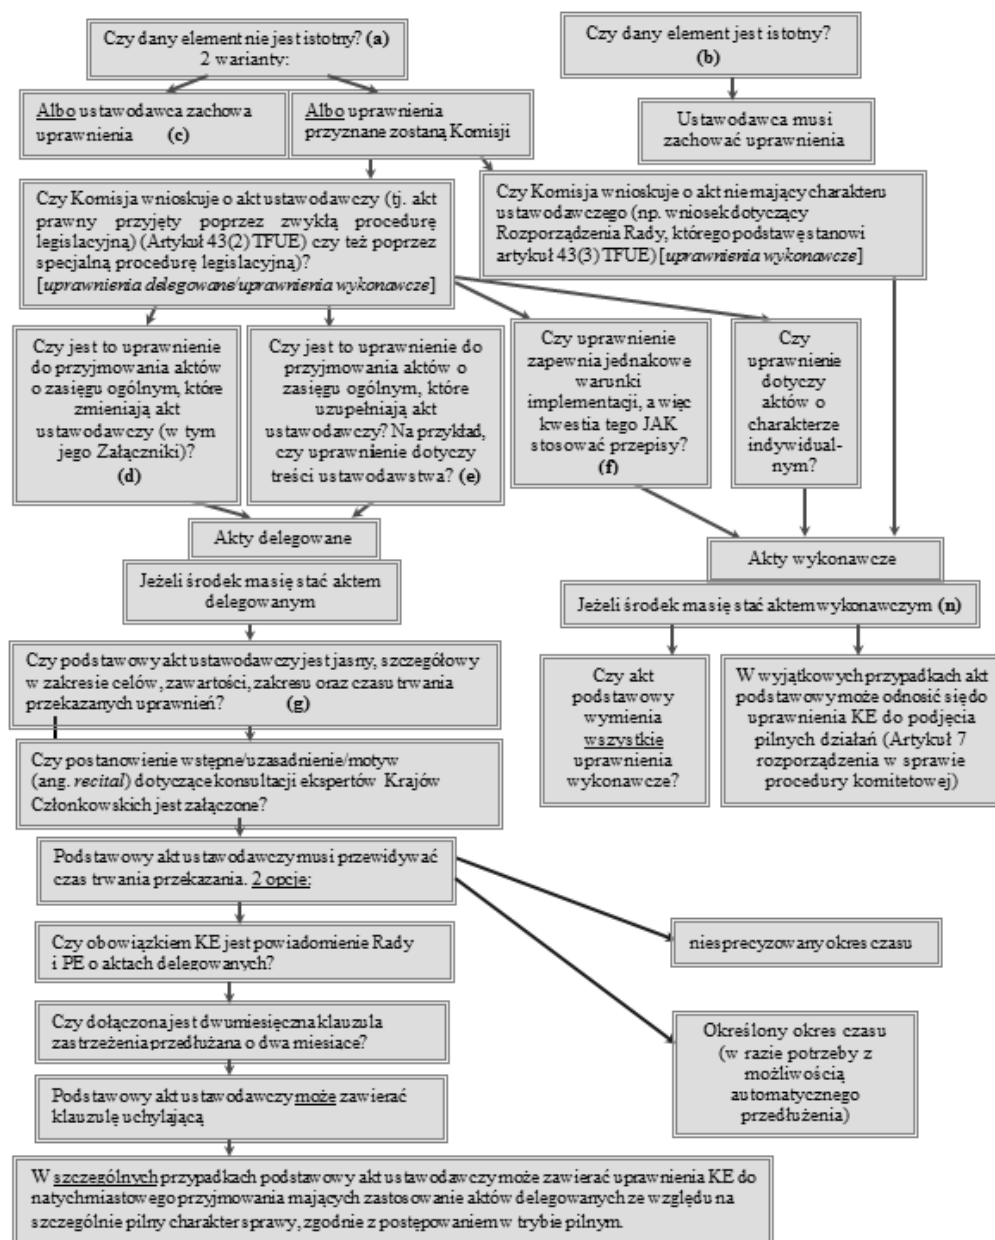 Czy dany element nie jest istotny? (a)
2 warianty:
Czy dany element jest istotny?
(b)
Albo ustawodawca zachowa
uprawnienia (c)
Albo uprawnienia
przyznane zostaną Komisji
Ustawodawca musi
zachować uprawnienia
Czy Komisja wnioskuje o akt ustawodawczy (tj. akt
prawny przyjęty poprzez zwykłą procedurę
legislacyjną) (Artykuł 43(2) TFUE) czy też poprzez
specjalną procedurę legislacyjną)?
[uprawnienia delegowane/uprawnienia wykonawcze]
Czy Komisja wnioskuje o akt nie mający charakteru
ustawodawczego (np. wniosek dotyczący
Rozporządzenia Rady, którego podstawę stanowi
artykuł 43(3) TFUE) [uprawnienia wykonawcze]
Czy jest to uprawnienie
do przyjmowania aktów
o zasięgu ogólnym, które
zmieniają akt
ustawodawczy (w tym
jego Załączniki)?
(d)
Czy jest to uprawnienie do
przyjmowania aktów o
zasięgu ogólnym, które
uzupełniają akt
ustawodawczy? Na przykład,
czy uprawnienie dotyczy
treści ustawodawstwa? (e)
Czy uprawnienie
zapewnia jednakowe
warunki
implementacji, a więc
kwestia tego JAK
stosować przepisy?
(f)
Czy
uprawnienie
dotyczy
aktów o
charakterze
indywidual-
nym?
Akty delegowane
Jeżeli środek ma się stać aktem
delegowanym
Akty wykonawcze
Jeżeli środek ma się stać aktem wykonawczym (n)
Czy podstawowy akt ustawodawczy jest jasny, szczegółowy
w zakresie celów, zawartości, zakresu oraz czasu trwania
przekazanych uprawnień? (g)
Czy akt
podstawowy
wymienia
wszystkie
uprawnienia
wykonawcze?
W wyjątkowych przypadkach akt
podstawowy może odnosić się do
uprawnienia KE do podjęcia
pilnych działań (Artykuł 7
rozporządzenia w sprawie
procedury komitetowej)
Czy postanowienie wstępne/uzasadnienie/motyw
(ang. recital) dotyczące konsultacji ekspertów Krajów
Członkowskich jest załączone?
Podstawowy akt ustawodawczy musi przewidywać
czas trwania przekazania. 2 opcje:
Czy obowiązkiem KE jest powiadomienie Rady
i PE o aktach delegowanych?
niesprecyzowany okres czasu
Czy dołączona jest dwumiesięczna klauzula
zastrzeżenia przedłużana o dwa miesiące?
Określony okres czasu
(w razie potrzeby z
możliwością
automatycznego
przedłużenia)
Podstawowy akt ustawodawczy może zawierać
klauzulę uchylającą
W szczególnych przypadkach podstawowy akt ustawodawczy może zawierać uprawnienia KE do
natychmiastowego przyjmowania mających zastosowanie aktów delegowanych ze względu na
szczególnie pilny charakter sprawy, zgodnie z postępowaniem w trybie pilnym.